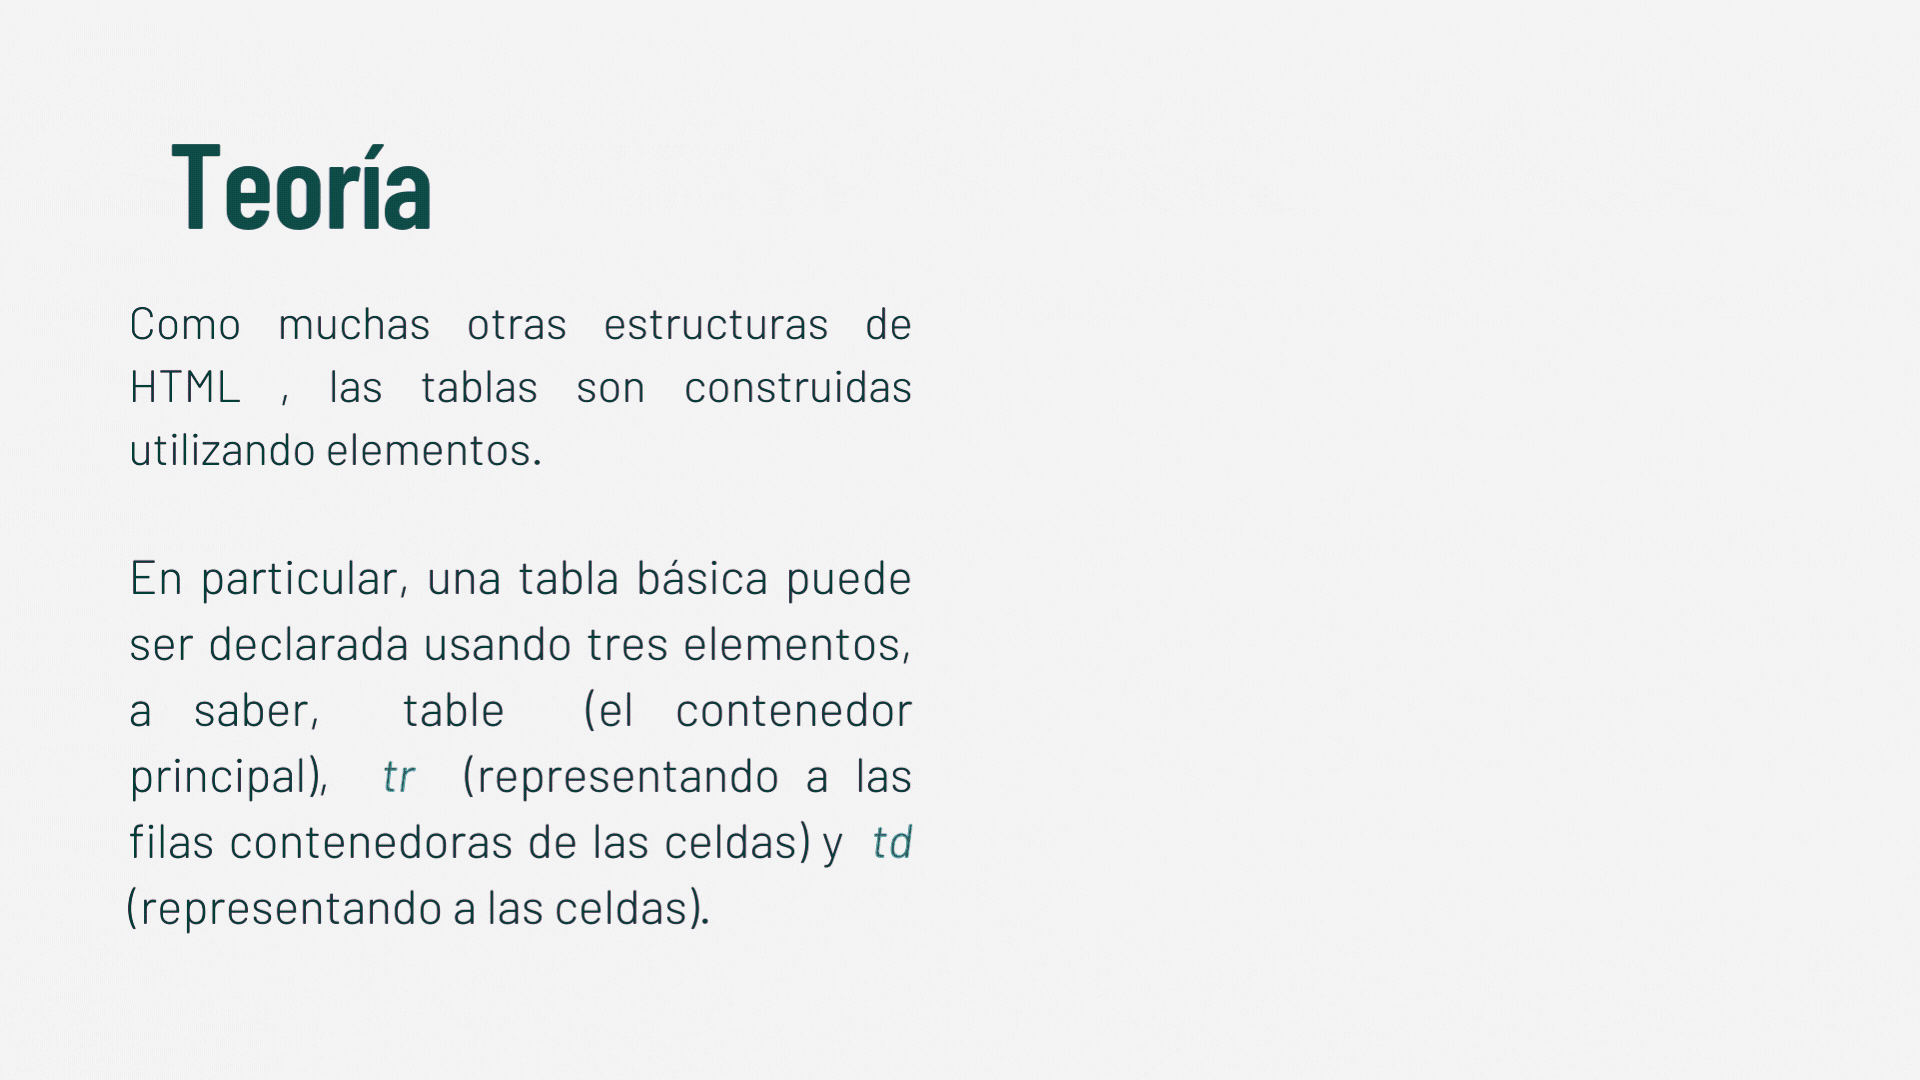 Teoría
Como muchas otras estructuras de
HTML , las tablas son construidas
utilizando elementos.
En particular, una tabla básica puede
ser declarada usando tres elementos,
a saber, table (el contenedor
principal), tr (representando a las
filas contenedoras de las celdas) y td
(representando a las celdas).